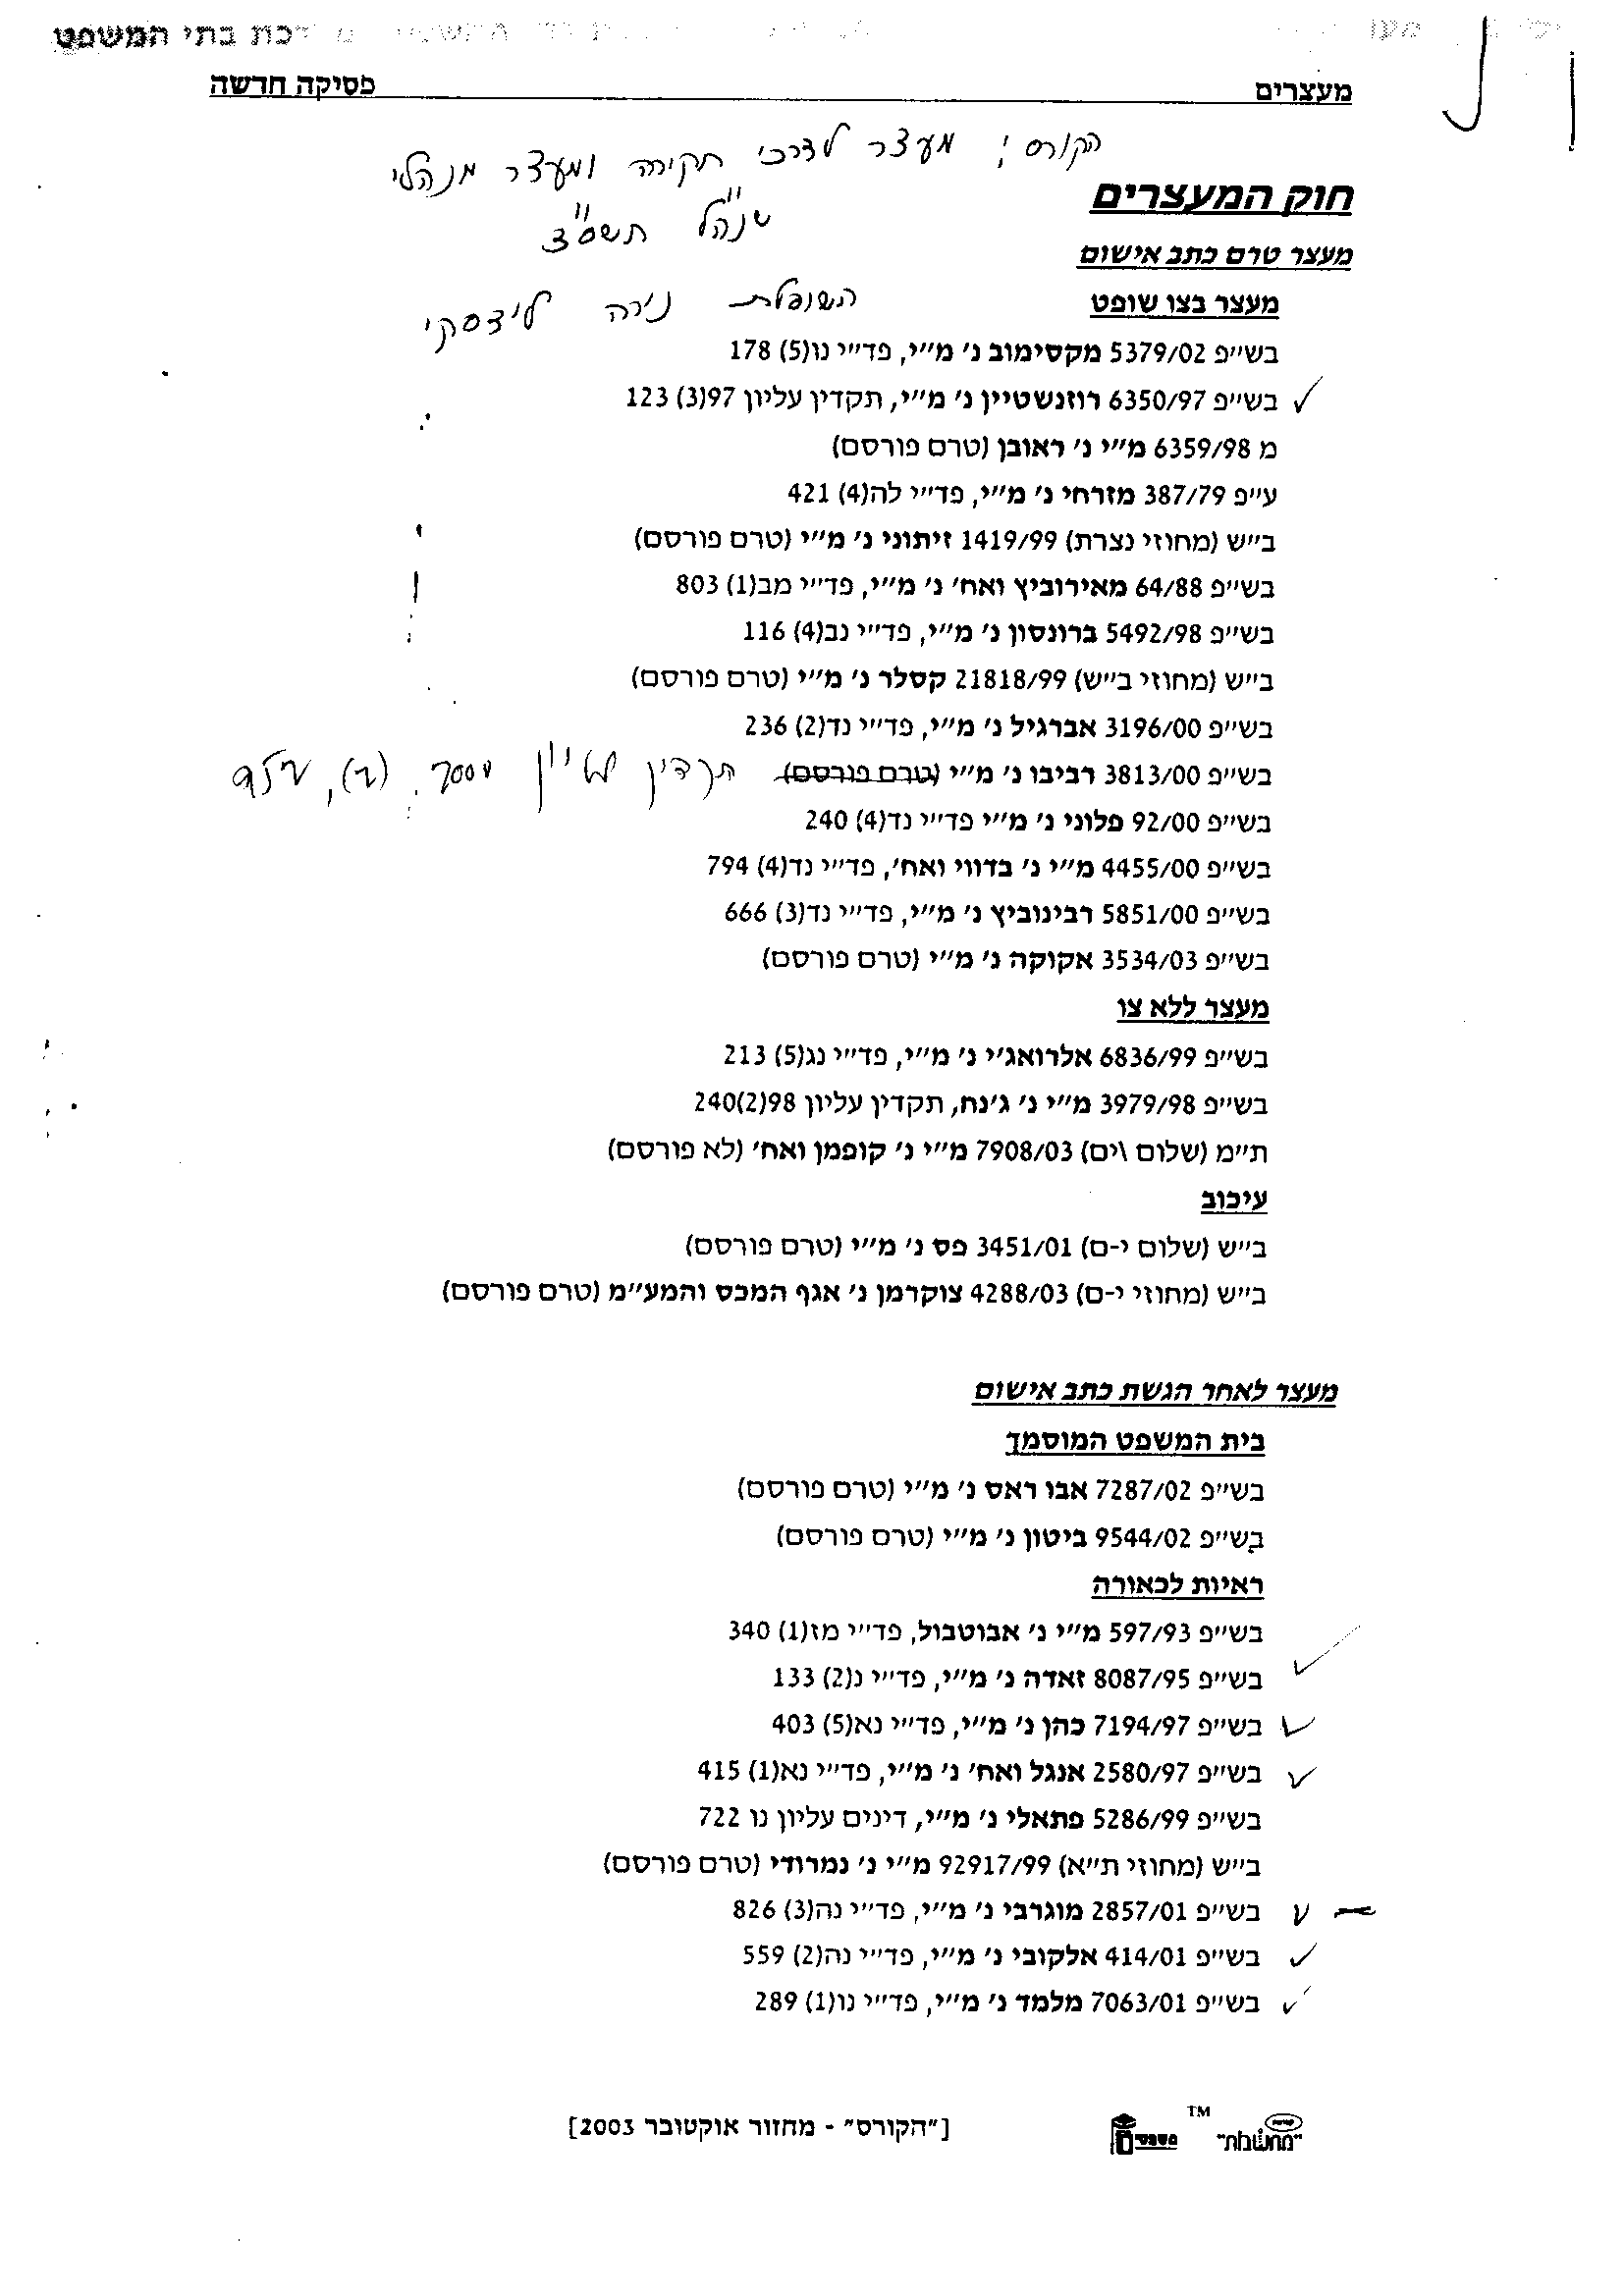 דכת בתי המשפט
מעצרים פסיקה חדשה
הקורס: מעצר לצרכי חקירה ומעצר מנהלי
חוק המעצרים
שנה"ל תשס"ג
מעצר טרם כתב אישום
השופטת נירה לידסקי
מעצר בצו שופט
בש"פ 5379/02 מקסימוב נ' מ"י, פד"י נו(5) 178
בש"פ 6350/97 רוזנשטיין נ' מ"י, תקדין עליון 97(3) 123
מ 6359/98 מ"י נ' ראובן (טרם פורסם)
ע"פ 387/79 מזרחי נ' מ"י, פד"י לה(4) 421
ב"ש (מחוזי נצרת) 1419/99 זיתוני נ' מ"י (טרם פורסם)
בש"פ 64/88 מאירוביץ ואח' נ' מ"י, פד"י מב(1) 803
בש"פ 5492/98 ברונסון נ' מ"י, פד"י נב(4) 116
ב"ש (מחוזי ב"ש) 21818/99 קסלר נ' מ"י (טרם פורסם)
בש"פ 3196/00 אברגיל נ' מ"י, פד"י נד(2) 236
בש"פ 3813/00 רביבו נ' מ"י (טרם פורסם) תקדין עליון 2000
בש"פ 92/00 פלוני נ' מ"י פד"י נד(4) 240
בש"פ 4455/00 מ"י נ' בדווי ואח', פד"י נד(4) 794
בש"פ 5851/00 רבינוביץ נ' מ"י, פד"י נד(3) 666
בש"פ 3534/03 אקוקה נ' מ"י (טרם פורסם)
מעצר ללא צו
בש"פ 6836/99 אלרואג'י נ' מ"י, פד"י נג(5) 213
בש"פ 3979/98 מ"י נ' ג'נח, תקדין עליון 98(2)240
ת"מ (שלום \ים) 7908/03 מ"י נ' קופמן ואח' (לא פורסם)
עיכוב
ב"ש (שלום י-ם) 3451/01 פס נ' מ"י (טרם פורסם)
ב"ש (מחוזי י-ם) 4288/03 צוקרמן נ' אגף המכס והמע"מ (טרם פורסם)
מעצר לאחר הגשת כתב אישום
בית המשפט המוסמך
בש"פ 7287/02 אבו ראס נ' מ"י (טרם פורסם)
בש"פ 9544/02 ביטון נ' מ"י (טרם פורסם)
ראיות לכאורה
בש"פ 597/93 מ"י נ' אבוטבול, פד"י מז(1) 340
בש"פ 8087/95 זאדה נ' מ"י, פד"י נ(2) 133
בש"פ 7194/97 כהן נ' מ"י, פד"י נא(5) 403
בש"פ 2580/97 אנגל ואח' נ' מ"י, פד"י נא(1) 415
בש"פ 5286/99 פתאלי נ' מ"י, דינים עליון נו 722
ב"ש (מחוזי ת"א) 92917/99 מ"י נ' נמרודי (טרם פורסם)
בש"פ 2857/01 מוגרבי נ' מ"י, פד"י נה(3) 826
בש"פ 414/01 אלקובי נ' מ"י, פד"י נה(2) 559
בש"פ 7063/01 מלמד נ' מ"י, פד"י נו(1) 289
TM
["הקורס" - מחזור אוקטובר 2003]